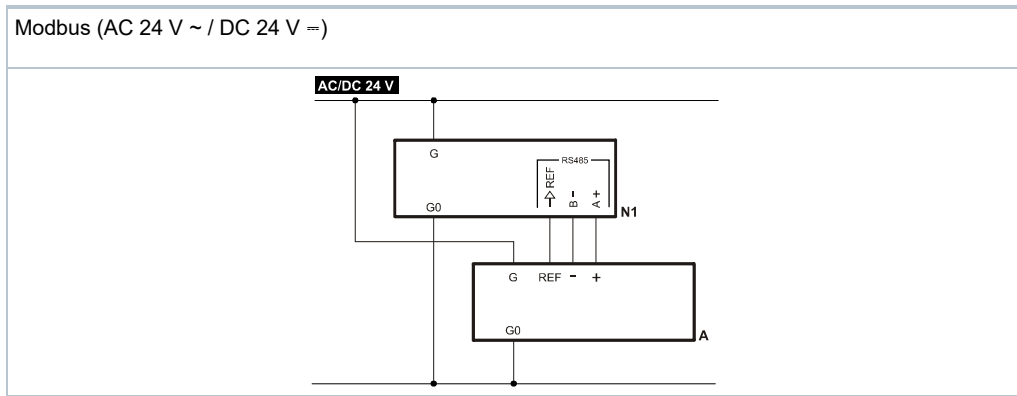 Modbus (AC 24 V ~ / DC 24 V ⎓)
AC/DC 24 V
G
RS485
REF
B -
A +
G0
N1
G REF - +
G0
A